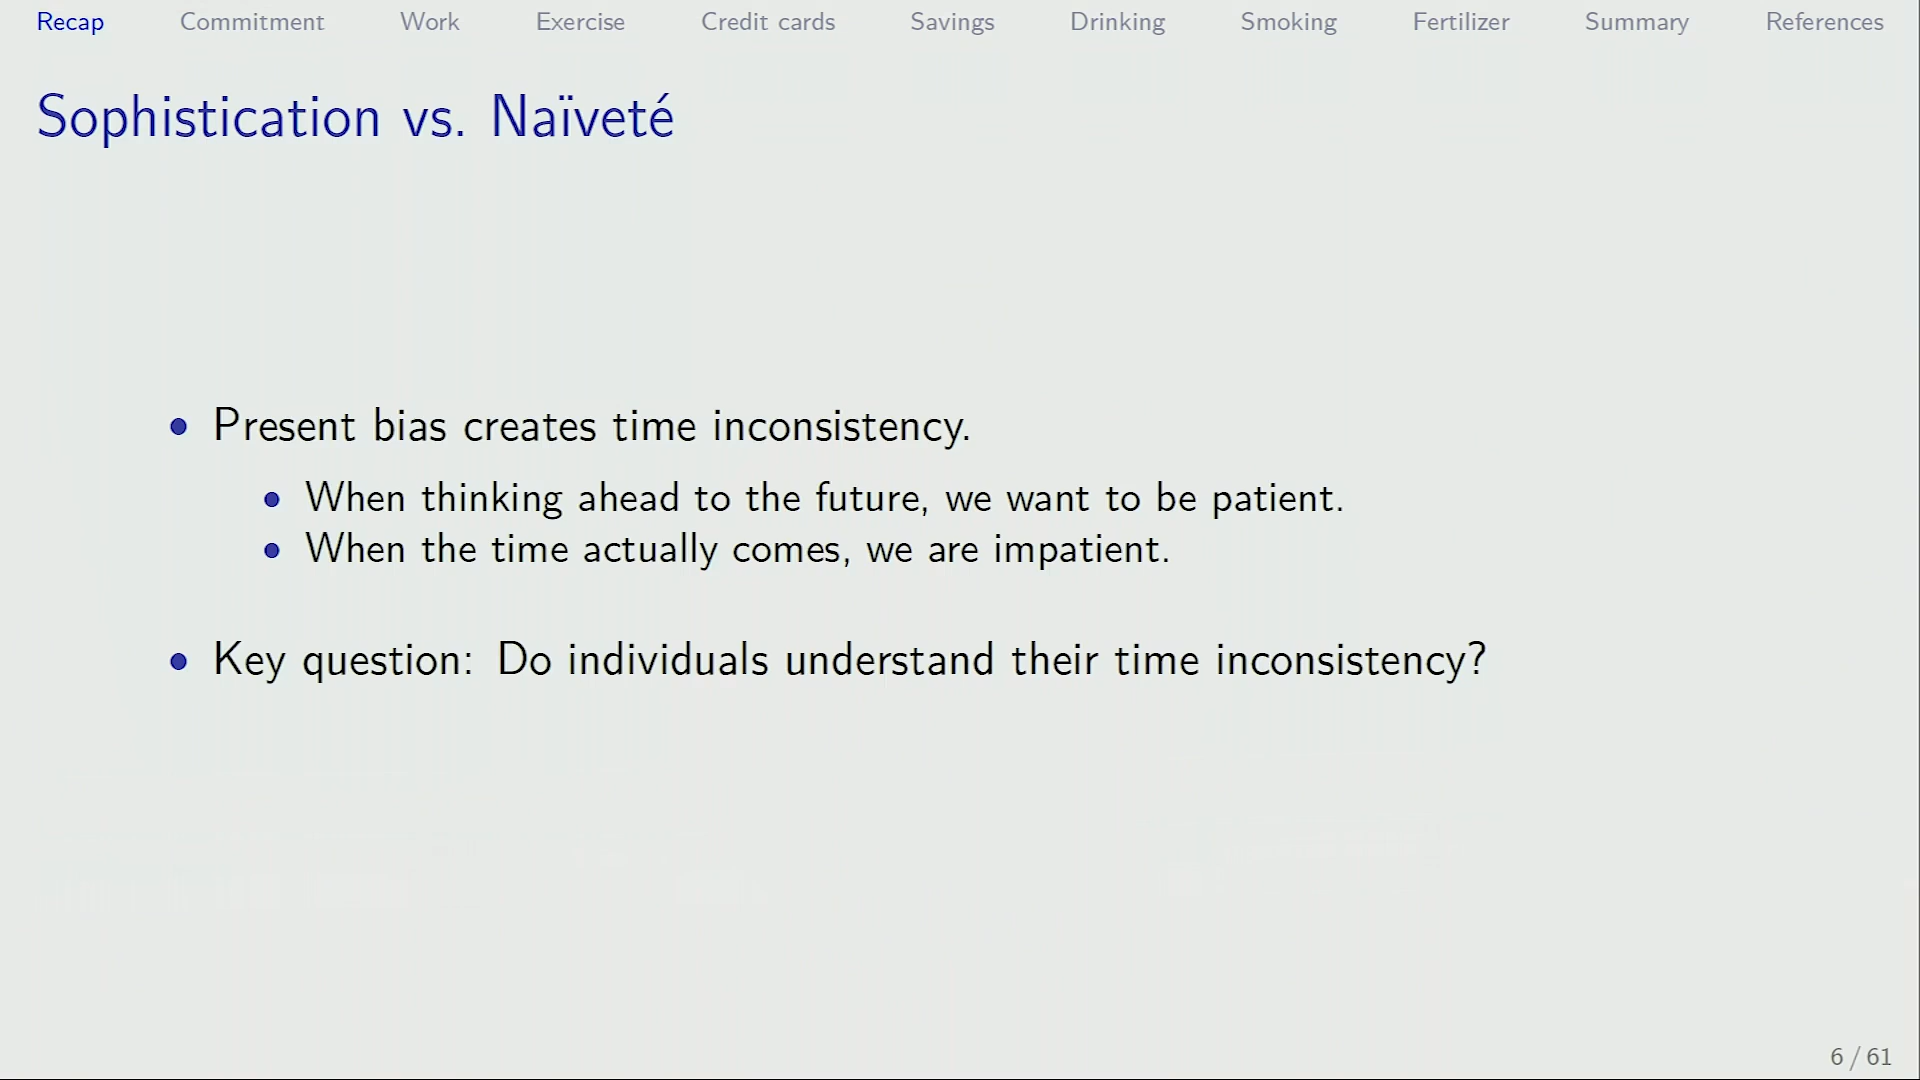 Recap Commitment Work Exercise Credit cards Savings Drinking Smoking Fertilizer Summary References
Sophistication vs. Naïveté
• Present bias creates time inconsistency.
• When thinking ahead to the future, we want to be patient.
• When the time actually comes, we are impatient.
• Key question: Do individuals understand their time inconsistency?
6 / 61